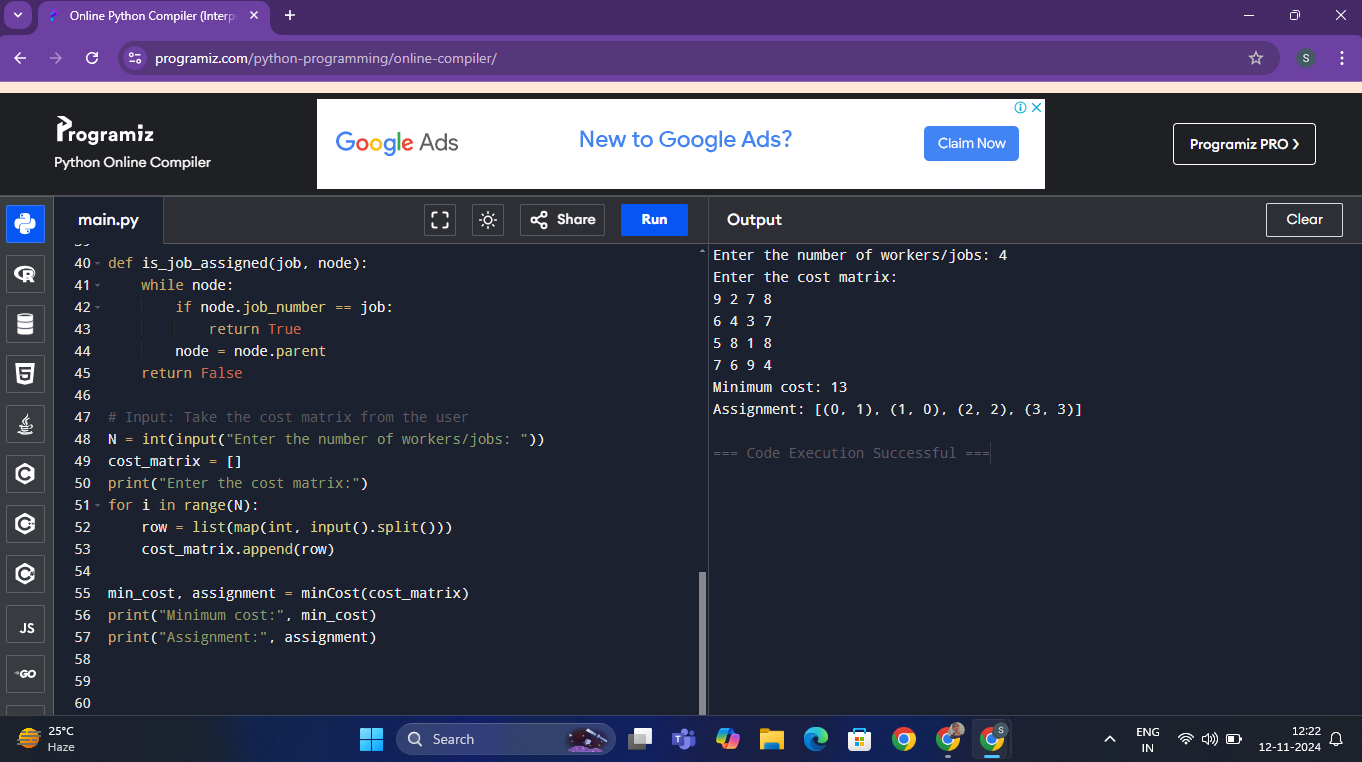 Online Python Compiler (Interp
programiz.com/python-programming/online-compiler/
S
Programiz
Python Online Compiler
Google Ads
New to Google Ads?
Claim Now
Programiz PRO
main.py
Share
Run
Output
Clear
39
40 def is_job_assigned(job, node):
41 while node:
42 if node.job_number == job:
43 return True
44 node = node.parent
45 return False
46
47 # Input: Take the cost matrix from the user
48 N = int(input("Enter the number of workers/jobs: "))
49 cost_matrix = []
50 print("Enter the cost matrix:")
51 for i in range(N):
52 row = list(map(int, input().split()))
53 cost_matrix.append(row)
54
55 min_cost, assignment = minCost(cost_matrix)
56 print("Minimum cost:", min_cost)
57 print("Assignment:", assignment)
58
59
60
Enter the number of workers/jobs: 4
Enter the cost matrix:
9 2 7 8
6 4 3 7
5 8 1 8
7 6 9 4
Minimum cost: 13
Assignment: [(0, 1), (1, 0), (2, 2), (3, 3)]
=== Code Execution Successful ===
R
5
C
C
C
JS
GO
25°C
Haze
Search
T
S
ENG
IN
12:22
12-11-2024